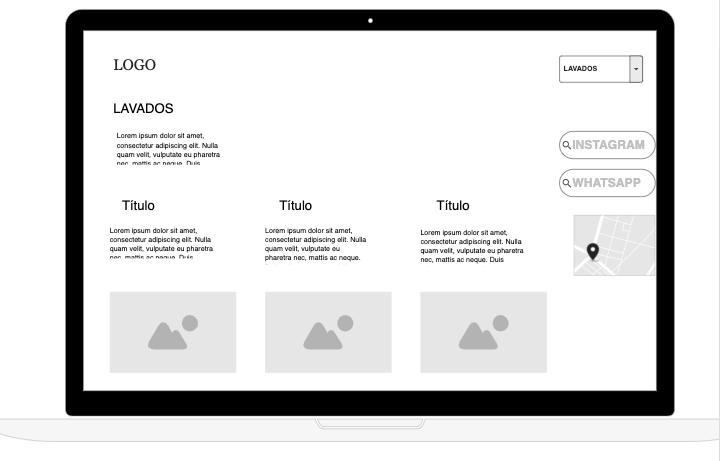 LOGO
LAVADOS
LAVADOS
Lorem ipsum dolor sit amet,
consectetur adipiscing elit. Nulla
quam velit, vulputate eu pharetra
nec, mattis ac neque. Duis
INSTAGRAM
WHATSAPP
Título
Lorem ipsum dolor sit amet,
consectetur adipiscing elit. Nulla
quam velit, vulputate eu pharetra
nec, mattis ac neque. Duis
Título
Lorem ipsum dolor sit amet,
consectetur adipiscing elit. Nulla
quam velit, vulputate eu
pharetra nec, mattis ac neque.
Título
Lorem ipsum dolor sit amet,
consectetur adipiscing elit. Nulla
quam velit, vulputate eu pharetra
nec, mattis ac neque. Duis